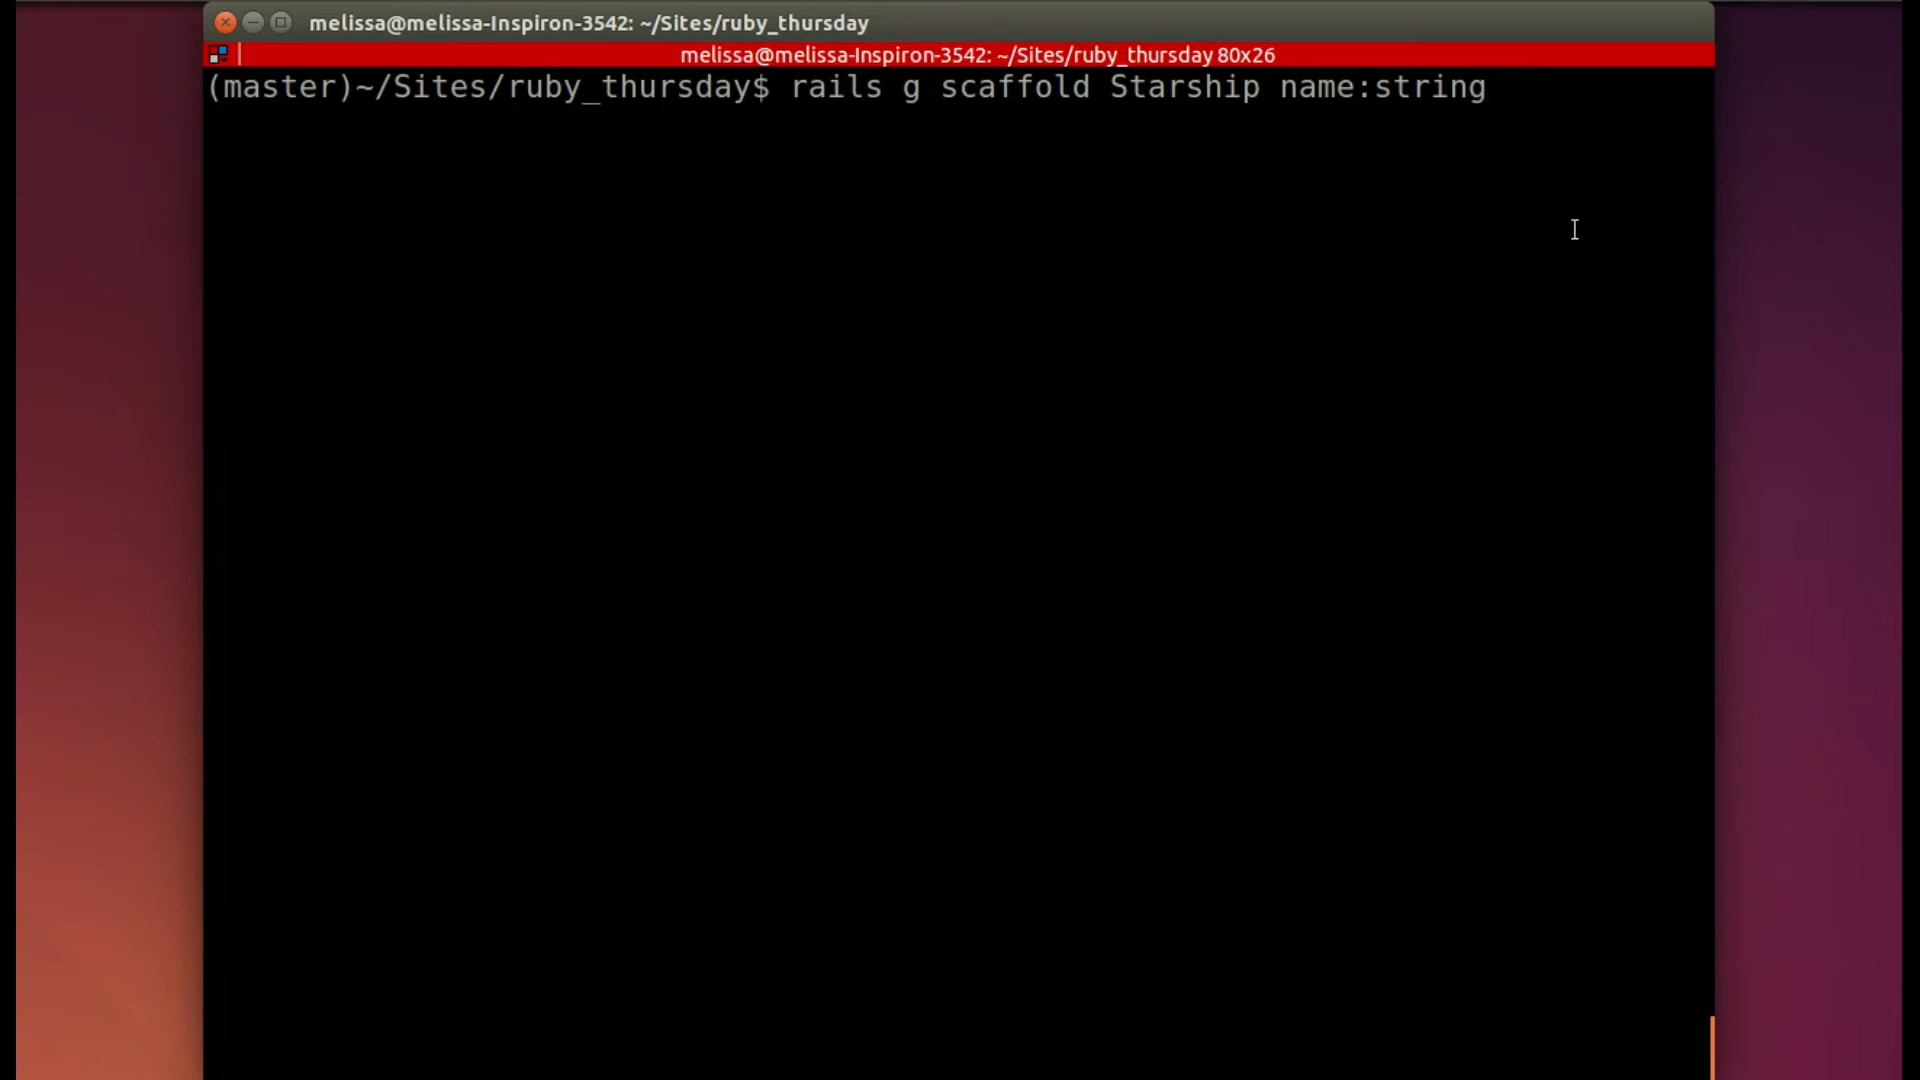 melissa@melissa-Inspiron-3542: ~/Sites/ruby_thursday
melissa@melissa-Inspiron-3542: ~/Sites/ruby_thursday 80x26
(master)~/Sites/ruby_thursday$ rails g scaffold Starship name:string